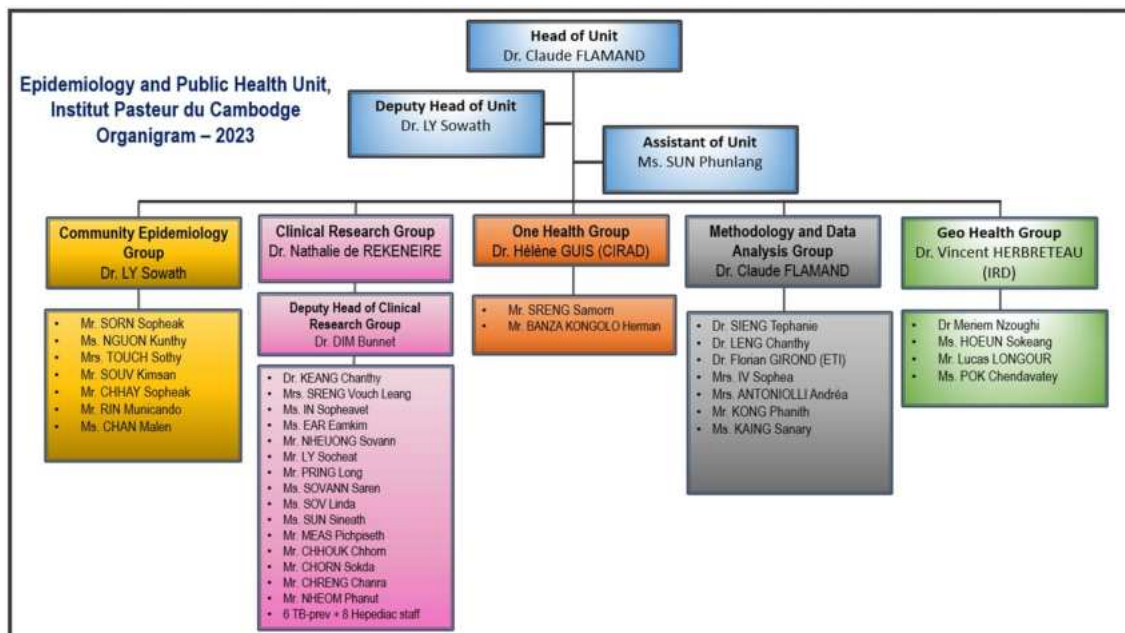 Head of Unit
Dr. Claude FLAMAND
Epidemiology and Public Health Unit,
Institut Pasteur du Cambodge
Organigram – 2023
Deputy Head of Unit
Dr. LY Sowath
Assistant of Unit
Ms. SUN Phunlang
Community Epidemiology
Group
Dr. LY Sowath
• Mr. SORN Sopheak
• Ms. NGUON Kunthy
• Mrs. TOUCH Sothy
• Mr. SOUV Kimsan
• Mr. CHHAY Sopheak
• Mr. RIN Municando
• Ms. CHAN Malen
Clinical Research Group
Dr. Nathalie de REKENEIRE
Deputy Head of Clinical
Research Group
Dr. DIM Bunnet
• Dr. KEANG Chanthy
• Mrs. SRENG Vouch Leang
• Ms. IN Sopheavet
• Ms. EAR Eamkim
• Mr. NHEUONG Sovann
• Mr. LY Socheat
• Mr. PRING Long
• Ms. SOVANN Saren
• Ms. SOV Linda
• Ms. SUN Sineath
• Mr. MEAS Pichpiseth
• Mr. CHHOUK Chhorn
• Mr. CHORN Sokda
• Mr. CHRENG Chanra
• Mr. NHEOM Phanut
• 6 TB-prev + 8 Hepediac staff
One Health Group
Dr. Hélène GUIS (CIRAD)
• Mr. SRENG Samorn
• Mr. BANZA KONGOLO Herman
Methodology and Data
Analysis Group
Dr. Claude FLAMAND
• Dr. SIENG Tephanie
• Dr. LENG Chanthy
• Dr. Florian GIROND (ETI)
• Mrs. IV Sophea
• Mrs. ANTONIOLLI Andréa
• Mr. KONG Phanith
• Ms. KAING Sanary
Geo Health Group
Dr. Vincent HERBRETEAU
(IRD)
• Dr Meriem Nzoughi
• Ms. HOEUN Sokeang
• Mr. Lucas LONGOUR
• Ms. POK Chendavatey